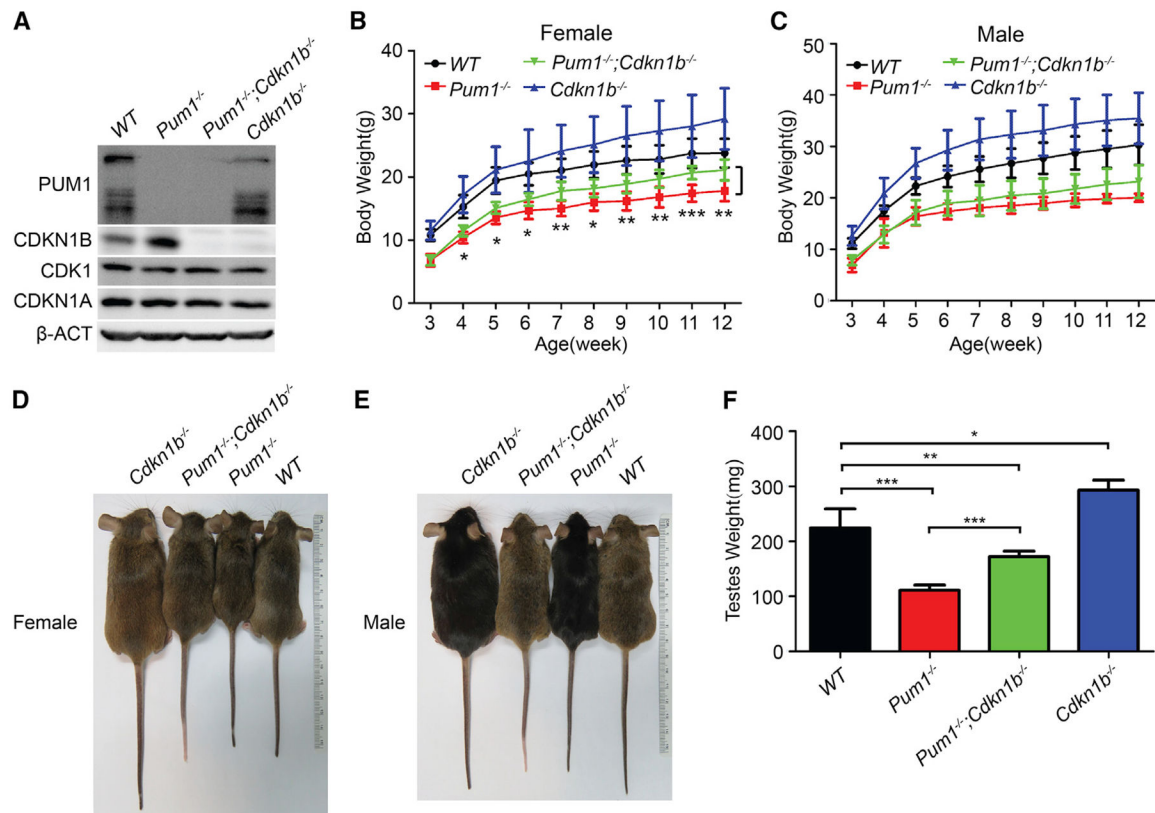 A
WT
Pum1-/-
Pum1-/-;Cdkn1b-/-
Cdkn1b-/-
PUM1
CDKN1B
CDK1
CDKN1A
β-ACT
B
Female
WT
Pum1-/-;Cdkn1b-/-
Pum1-/-
Cdkn1b-/-
Body Weight(g)
40
30
20
10
0
* * * ** * ** ** *** **
3 4 5 6 7 8 9 10 11 12
Age(week)
C
Male
WT
Pum1-/-;Cdkn1b-/-
Pum1-/-
Cdkn1b-/-
Body Weight(g)
50
40
30
20
10
0
3 4 5 6 7 8 9 10 11 12
Age(week)
D
Cdkn1b-/-
Pum1-/-;Cdkn1b-/-
Pum1-/-
WT
Female
E
Cdkn1b-/-
Pum1-/-;Cdkn1b-/-
Pum1-/-
WT
Male
F
Testes Weight(mg)
400
300
200
100
0
*
**
***
***
WT
Pum1-/-
Pum1-/-;Cdkn1b-/-
Cdkn1b-/-